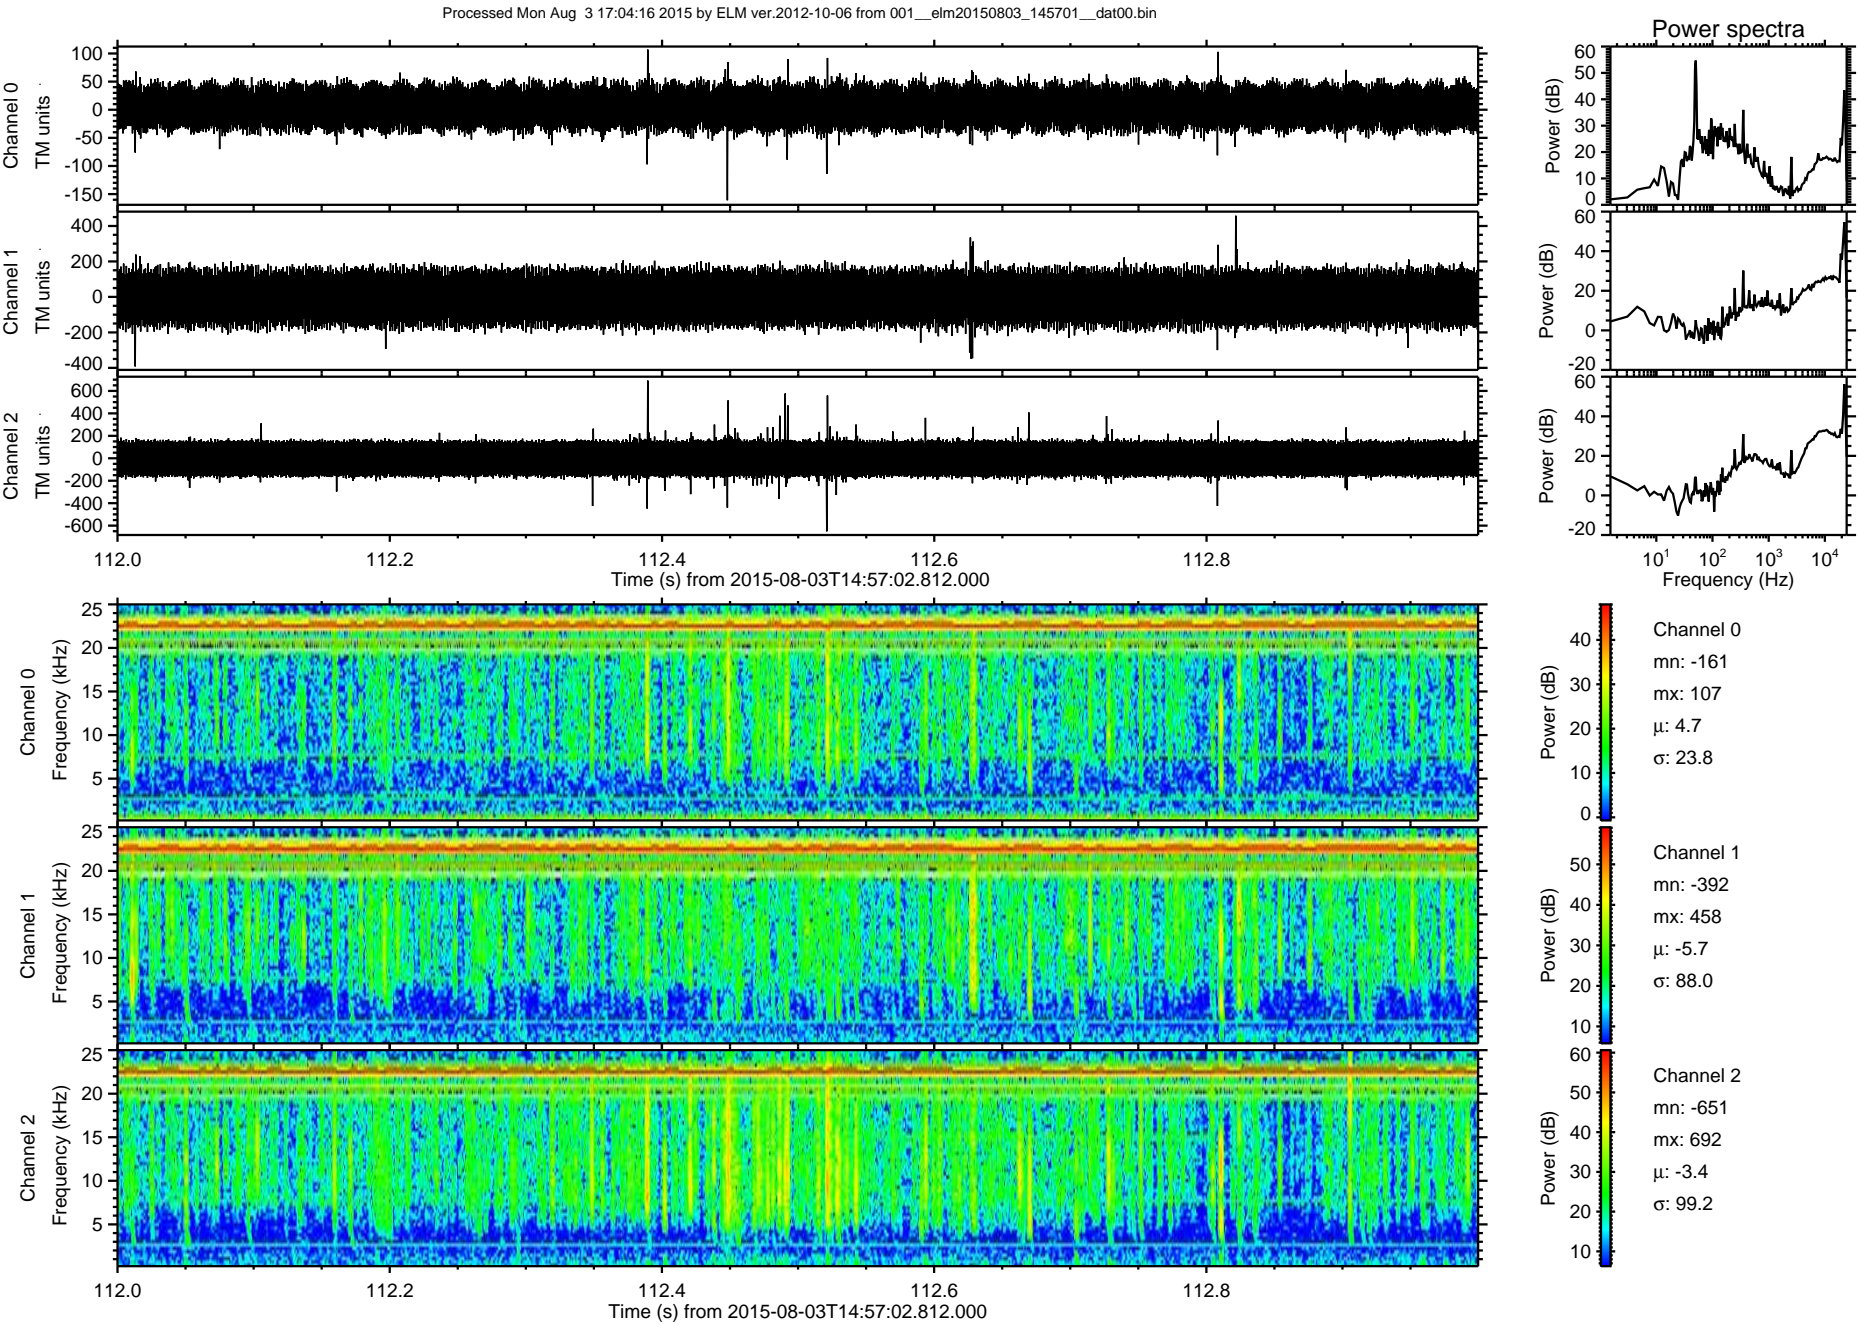 Processed Mon Aug  3 17:04:16 2015 by ELM ver.2012-10-06 from 001__elm20150803_145701__dat00.bin
Power spectra
Channel 0
TM units
100
50
0
-50
-100
-150
Power (dB)
60
50
40
30
20
10
0
Channel 1
TM units
400
200
0
-200
-400
Power (dB)
60
40
20
0
-20
Channel 2
TM units
600
400
200
0
-200
-400
-600
Power (dB)
60
40
20
0
-20
112.0 112.2 112.4 112.6 112.8
Time (s) from 2015-08-03T14:57:02.812.000
10¹ 10² 10³ 10⁴
Frequency (Hz)
Channel 0
Frequency (kHz)
25
20
15
10
5
Power (dB)
40
30
20
10
0
Channel 0
mn: -161
mx: 107
μ: 4.7
σ: 23.8
Channel 1
Frequency (kHz)
25
20
15
10
5
Power (dB)
50
40
30
20
10
Channel 1
mn: -392
mx: 458
μ: -5.7
σ: 88.0
Channel 2
Frequency (kHz)
25
20
15
10
5
Power (dB)
60
50
40
30
20
10
Channel 2
mn: -651
mx: 692
μ: -3.4
σ: 99.2
112.0 112.2 112.4 112.6 112.8
Time (s) from 2015-08-03T14:57:02.812.000